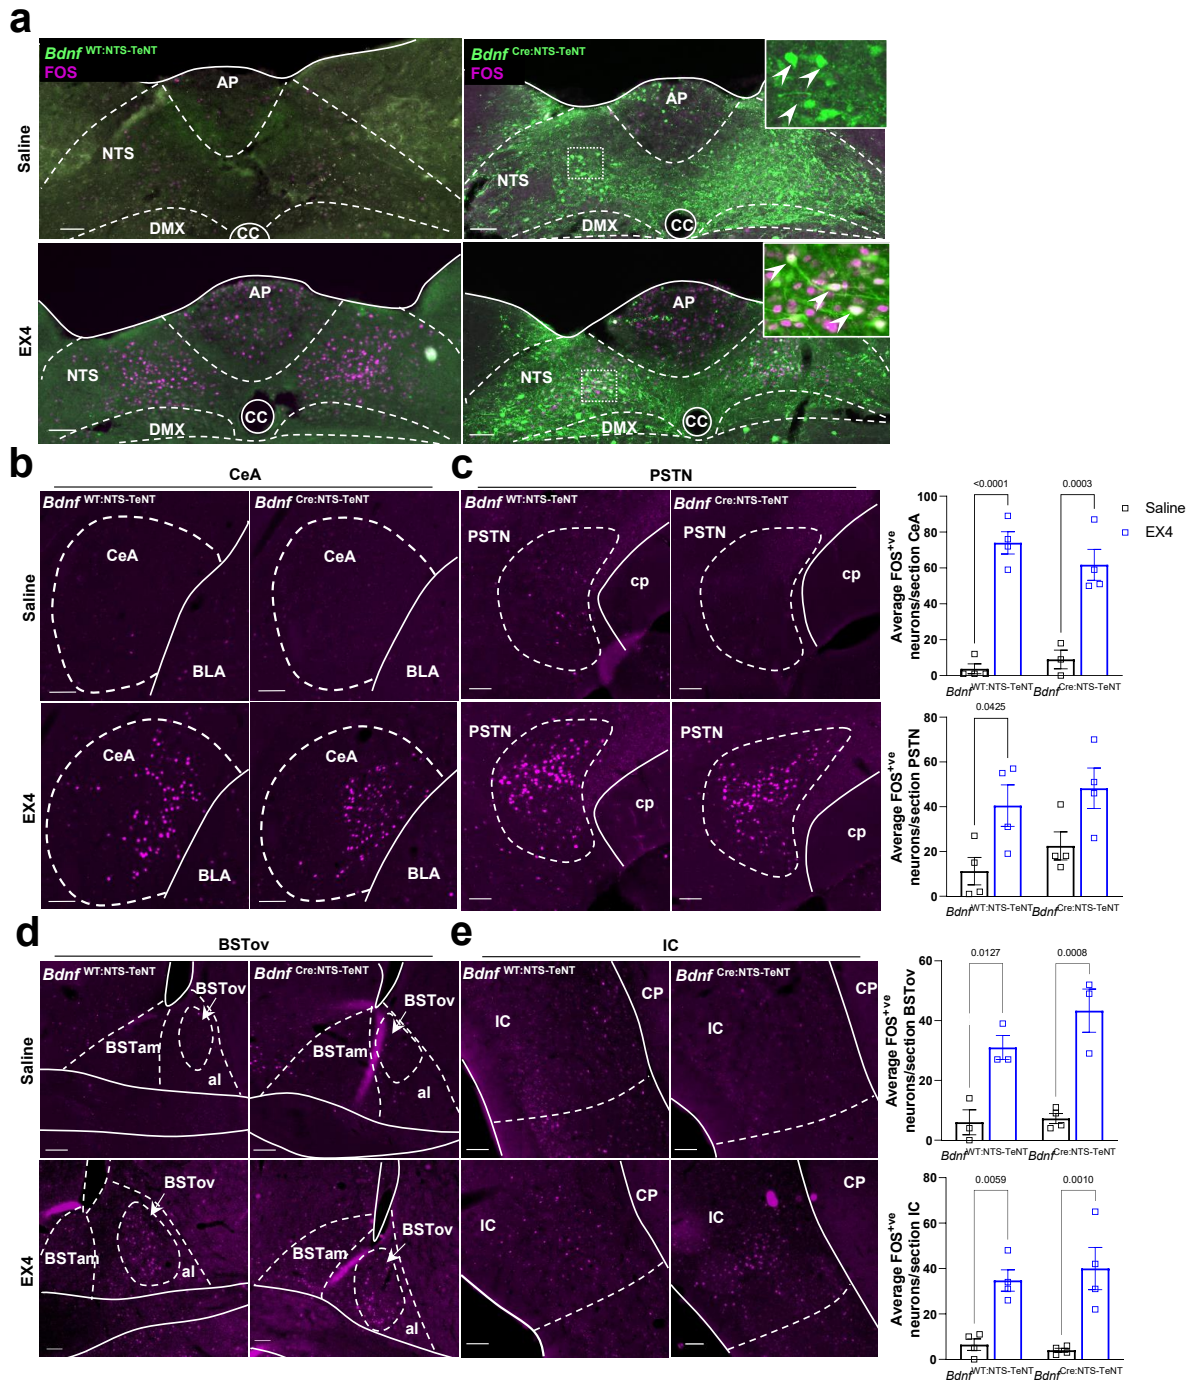 a
Bdnf WT:NTS-TeNT
FOS
AP
NTS
DMX
CC
Saline
Bdnf Cre:NTS-TeNT
FOS
AP
NTS
DMX
CC
EX4
AP
NTS
CC
DMX
AP
NTS
CC
DMX
b
CeA
Bdnf WT:NTS-TeNT
Bdnf Cre:NTS-TeNT
Saline
CeA
BLA
CeA
BLA
EX4
CeA
BLA
CeA
BLA
c
PSTN
Bdnf WT:NTS-TeNT
Bdnf Cre:NTS-TeNT
PSTN
cp
PSTN
cp
PSTN
cp
PSTN
cp
Saline
EX4
Average FOS+ve
neurons/section CeA
100
80
60
40
20
0
<0.0001
0.0003
Bdnf WT:NTS-TeNT
Bdnf Cre:NTS-TeNT
Average FOS+ve
neurons/section PSTN
80
60
40
20
0
0.0425
Bdnf WT:NTS-TeNT
Bdnf Cre:NTS-TeNT
d
BSTov
Bdnf WT:NTS-TeNT
Bdnf Cre:NTS-TeNT
Saline
BSTov
BSTam
al
BSTov
BSTam
al
EX4
BSTov
BSTam
al
BSTov
BSTam
al
e
IC
Bdnf WT:NTS-TeNT
Bdnf Cre:NTS-TeNT
CP
IC
CP
IC
CP
IC
CP
IC
Average FOS+ve
neurons/section BSTov
60
40
20
0
0.0127
0.0008
Bdnf WT:NTS-TeNT
Bdnf Cre:NTS-TeNT
Average FOS+ve
neurons/section IC
80
60
40
20
0
0.0059
0.0010
Bdnf WT:NTS-TeNT
Bdnf Cre:NTS-TeNT